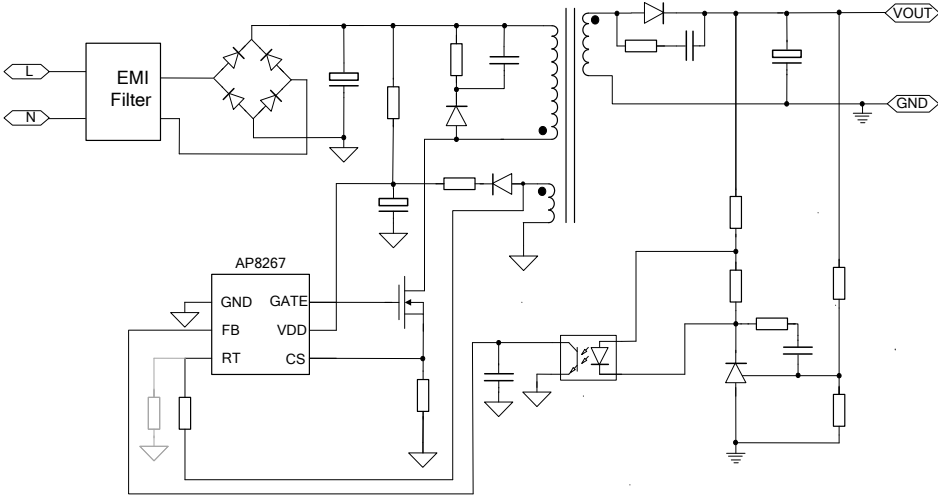 VOUT
L
EMI
Filter
N
GND
AP8267
GND GATE
FB VDD
RT CS